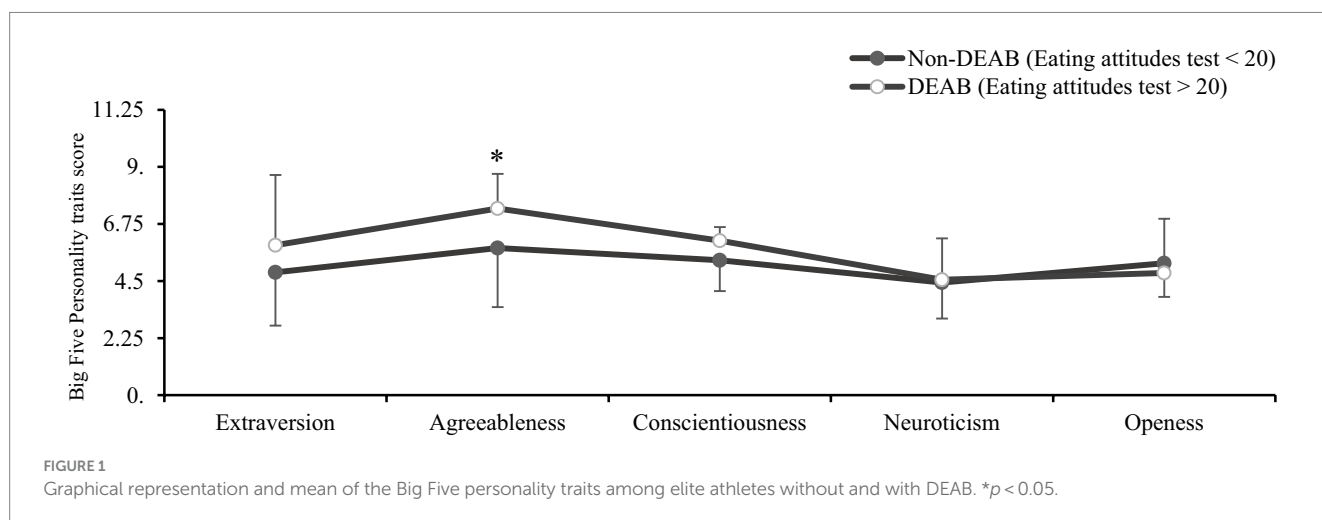 Non-DEAB (Eating attitudes test < 20)
DEAB (Eating attitudes test > 20)
Big Five Personality traits score
11.25
9.
6.75
4.5
2.25
0.
*
Extraversion
Agreeableness
Conscientiousness
Neuroticism
Openess
FIGURE 1
Graphical representation and mean of the Big Five personality traits among elite athletes without and with DEAB. *p < 0.05.